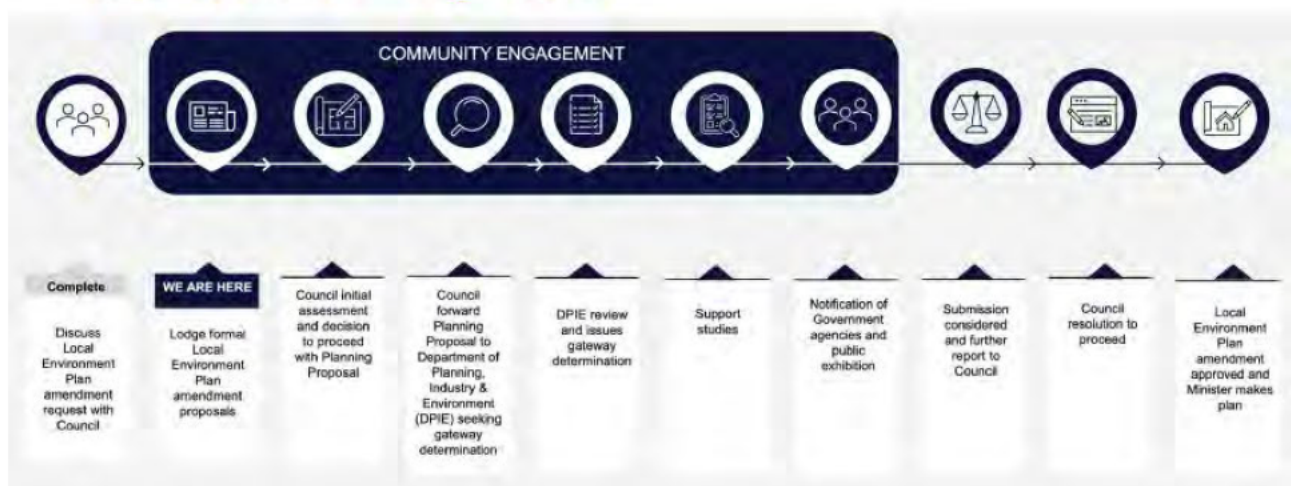 COMMUNITY ENGAGEMENT
Complete
Discuss
Local
Environment
Plan
amendment
request with
Council
WE ARE HERE
Lodge formal
Local
Environment
Plan
amendment
proposals
Council initial
assessment
and decision
to proceed
with Planning
Proposal
Council
forward
Planning
Proposal to
Department of
Planning,
Industry &
Environment
(DPIE) seeking
gateway
determination
DPIE review
and issues
gateway
determination
Support
studies
Notification of
Government
agencies and
public
exhibition
Submission
considered
and further
report to
Council
Council
resolution to
proceed
Local
Environment
Plan
amendment
approved and
Minister makes
plan